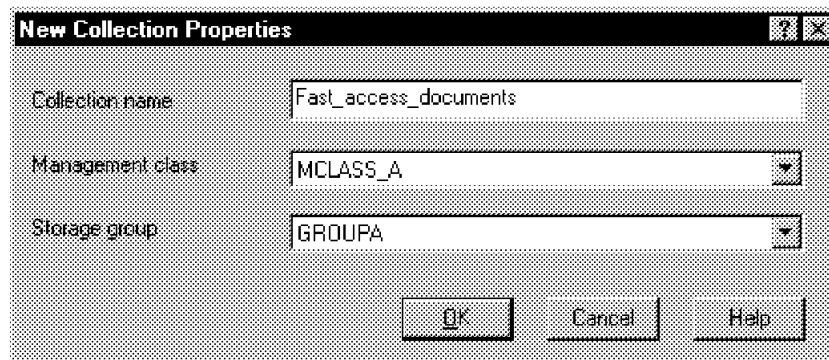 New Collection Properties
Collection name Fast_access_documents
Management class MCLASS_A
Storage group GROUPA
OK Cancel Help